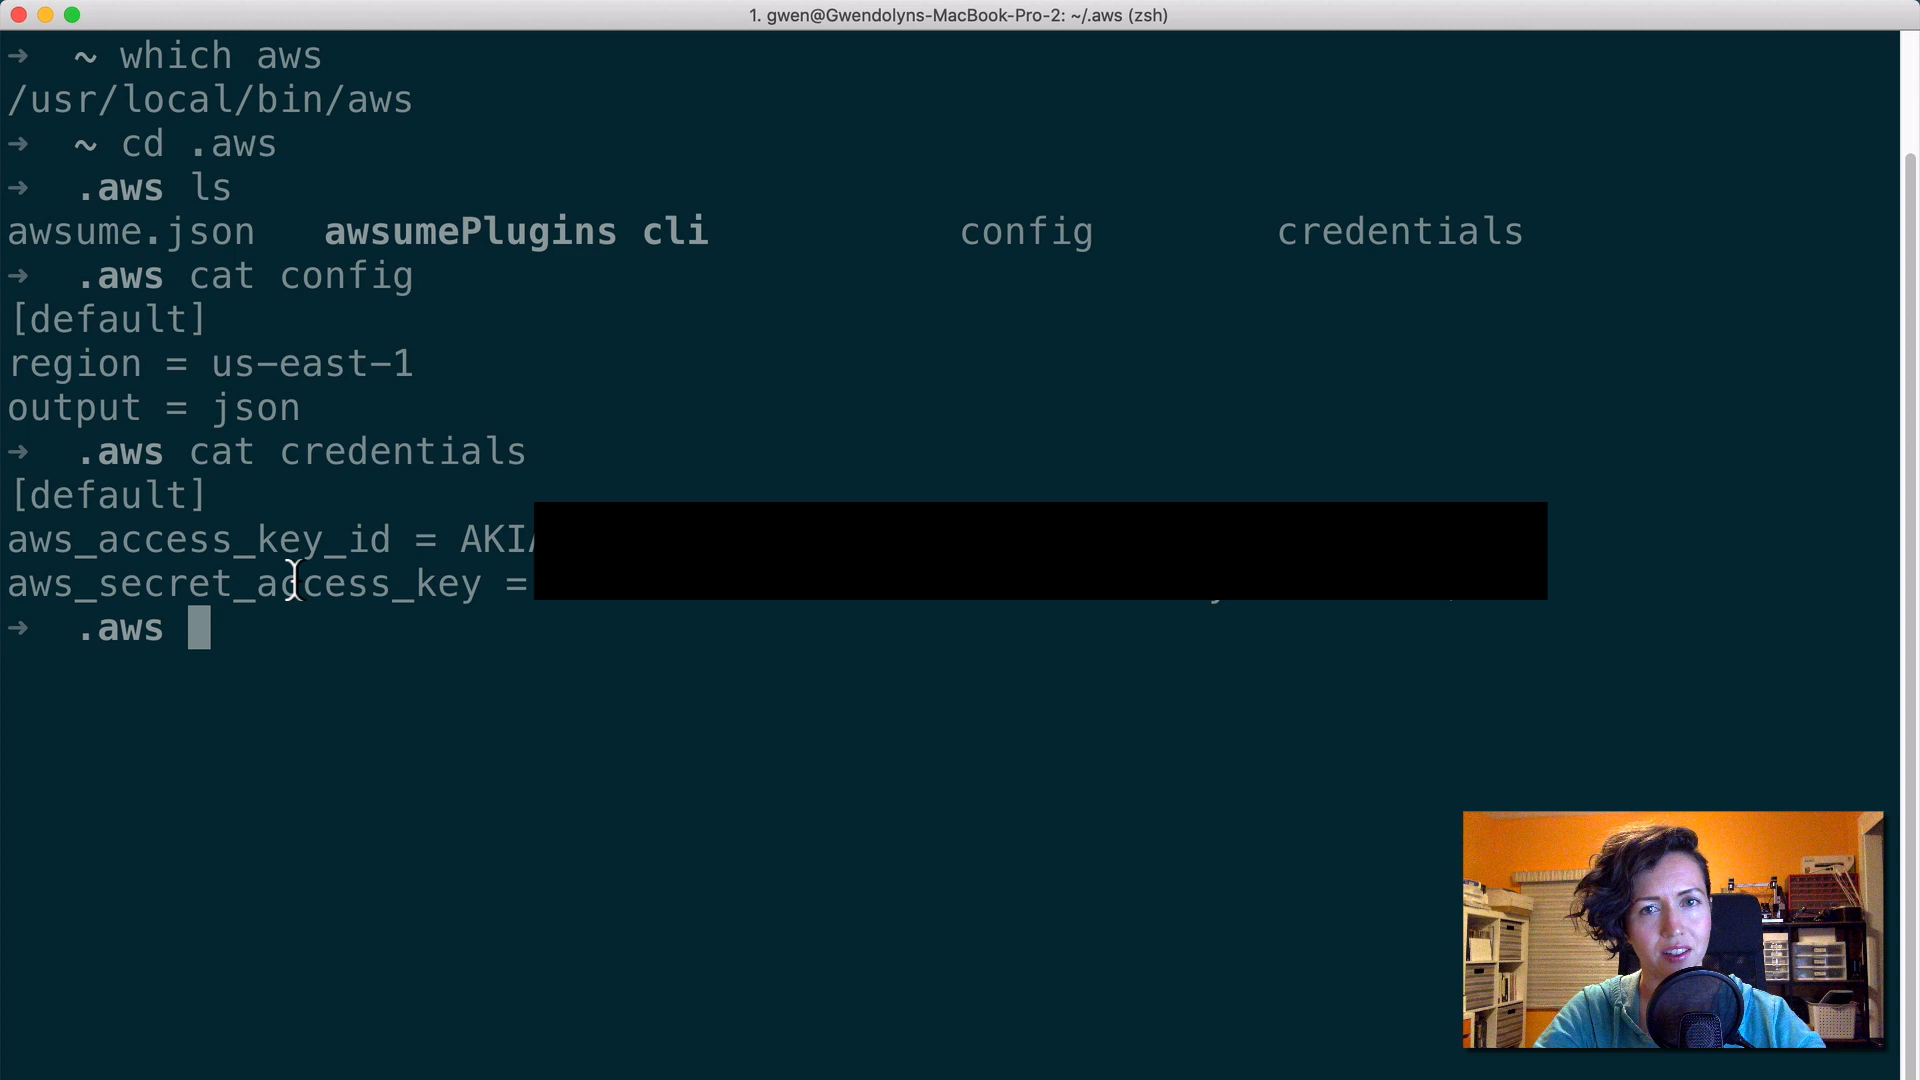 1. gwen@Gwendolyns-MacBook-Pro-2: ~/.aws (zsh)
➜ ~ which aws
/usr/local/bin/aws
➜ ~ cd .aws
➜ .aws ls
awsume.json awsumePlugins cli config credentials
➜ .aws cat config
[default]
region = us-east-1
output = json
➜ .aws cat credentials
[default]
aws_access_key_id = AKIA
aws_secret_access_key =
➜ .aws